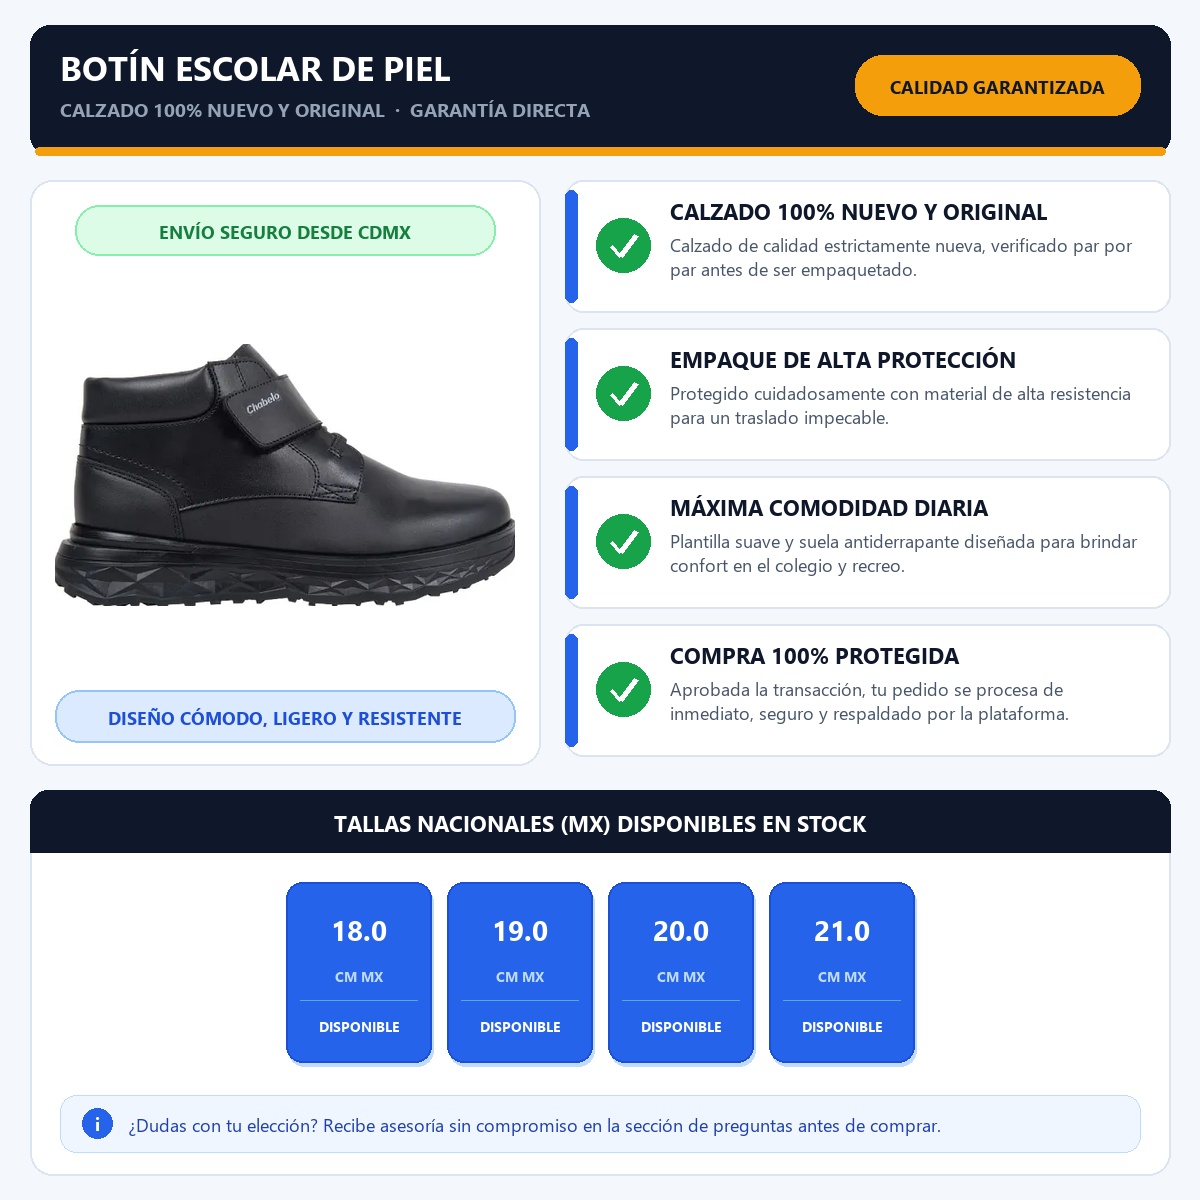 BOTÍN ESCOLAR DE PIEL
CALZADO 100% NUEVO Y ORIGINAL · GARANTÍA DIRECTA
CALIDAD GARANTIZADA
ENVÍO SEGURO DESDE CDMX
Chabelo
DISEÑO CÓMODO, LIGERO Y RESISTENTE
CALZADO 100% NUEVO Y ORIGINAL
Calzado de calidad estrictamente nueva, verificado par por
par antes de ser empaquetado.
EMPAQUE DE ALTA PROTECCIÓN
Protegido cuidadosamente con material de alta resistencia
para un traslado impecable.
MÁXIMA COMODIDAD DIARIA
Plantilla suave y suela antiderrapante diseñada para brindar
confort en el colegio y recreo.
COMPRA 100% PROTEGIDA
Aprobada la transacción, tu pedido se procesa de
inmediato, seguro y respaldado por la plataforma.
TALLAS NACIONALES (MX) DISPONIBLES EN STOCK
18.0
CM MX
DISPONIBLE
19.0
CM MX
DISPONIBLE
20.0
CM MX
DISPONIBLE
21.0
CM MX
DISPONIBLE
¿Dudas con tu elección? Recibe asesoría sin compromiso en la sección de preguntas antes de comprar.